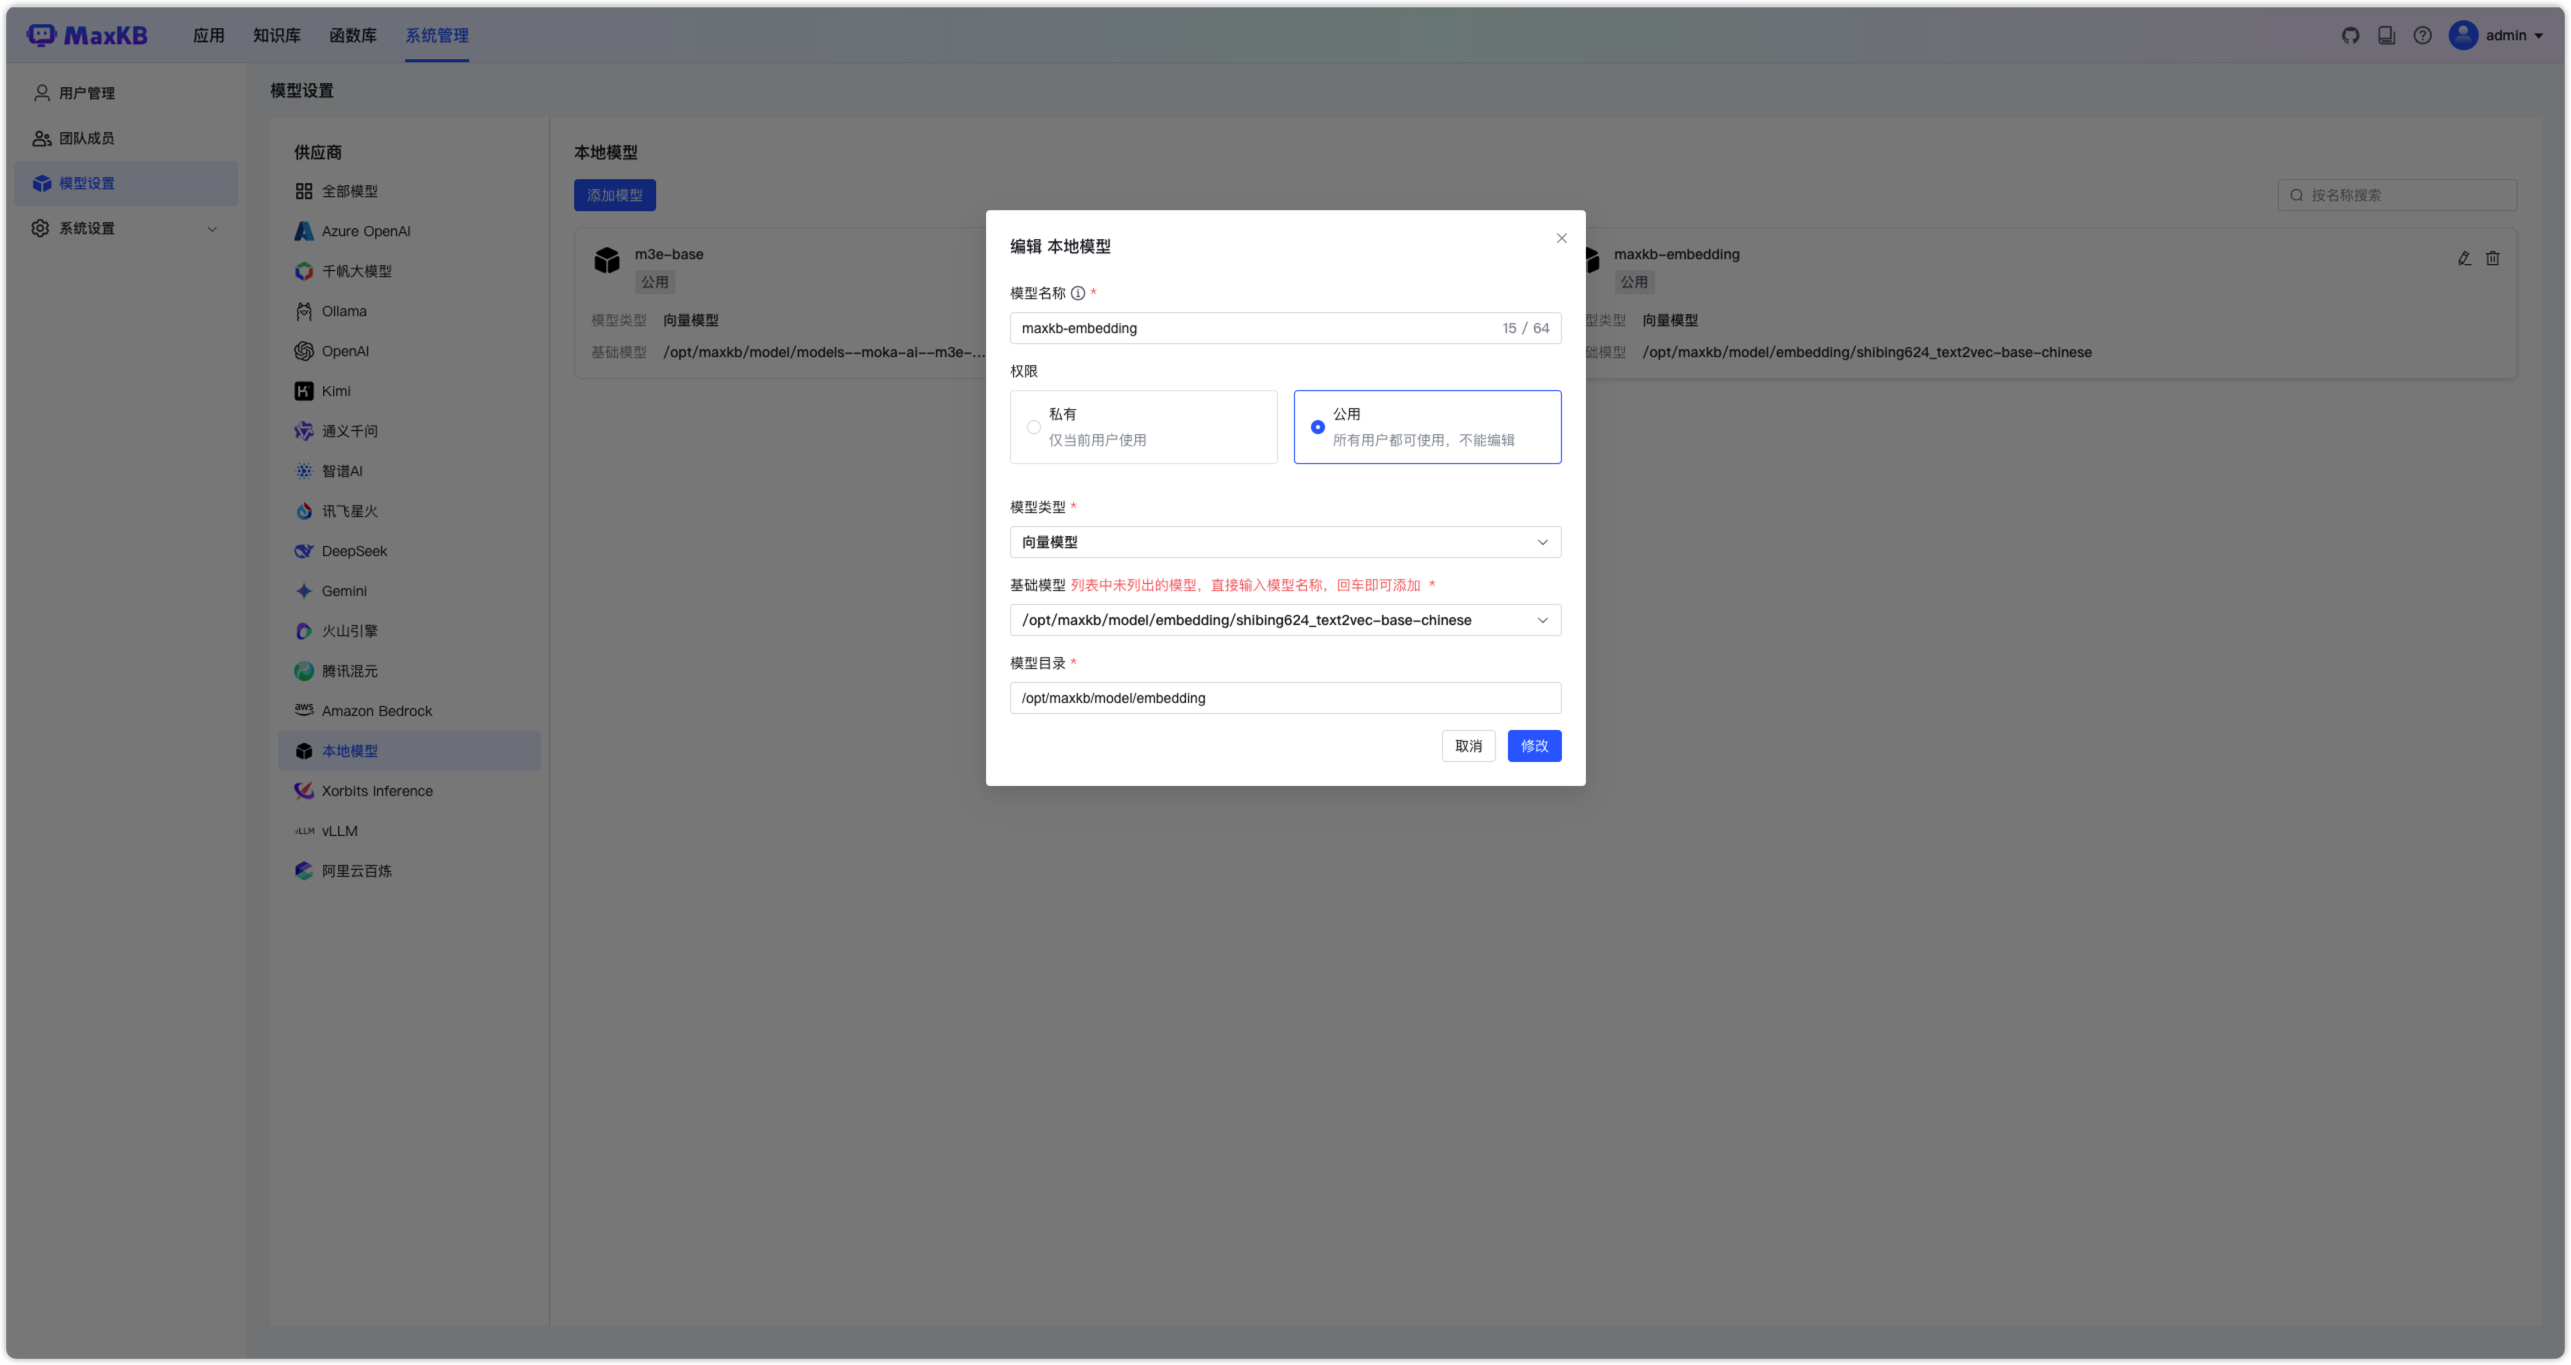 MaxKB 应用 知识库 函数库 系统管理 admin
用户管理
团队成员
模型设置
系统设置
模型设置
供应商
全部模型
Azure OpenAI
千帆大模型
Ollama
OpenAI
Kimi
通义千问
智谱AI
讯飞星火
DeepSeek
Gemini
火山引擎
腾讯混元
aws Amazon Bedrock
本地模型
Xorbits Inference
vLLM vLLM
阿里云百炼
本地模型
添加模型
按名称搜索
m3e-base
公用
模型类型 向量模型
基础模型 /opt/maxkb/model/models--moka-ai--m3e-...
maxkb-embedding
公用
型类型 向量模型
础模型 /opt/maxkb/model/embedding/shibing624_text2vec-base-chinese
编辑 本地模型
模型名称 *
maxkb-embedding 15 / 64
权限
私有
仅当前用户使用
公用
所有用户都可使用，不能编辑
模型类型 *
向量模型
基础模型 列表中未列出的模型，直接输入模型名称，回车即可添加 *
/opt/maxkb/model/embedding/shibing624_text2vec-base-chinese
模型目录 *
/opt/maxkb/model/embedding
取消 修改